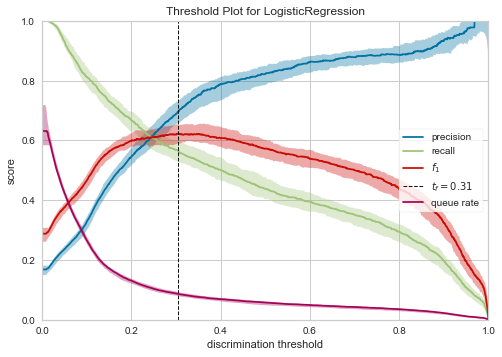 Threshold Plot for LogisticRegression
1.0
0.8
0.6
0.4
0.2
0.0
score
precision
recall
f1
tr = 0.31
queue rate
0.0 0.2 0.4 0.6 0.8 1.0
discrimination threshold